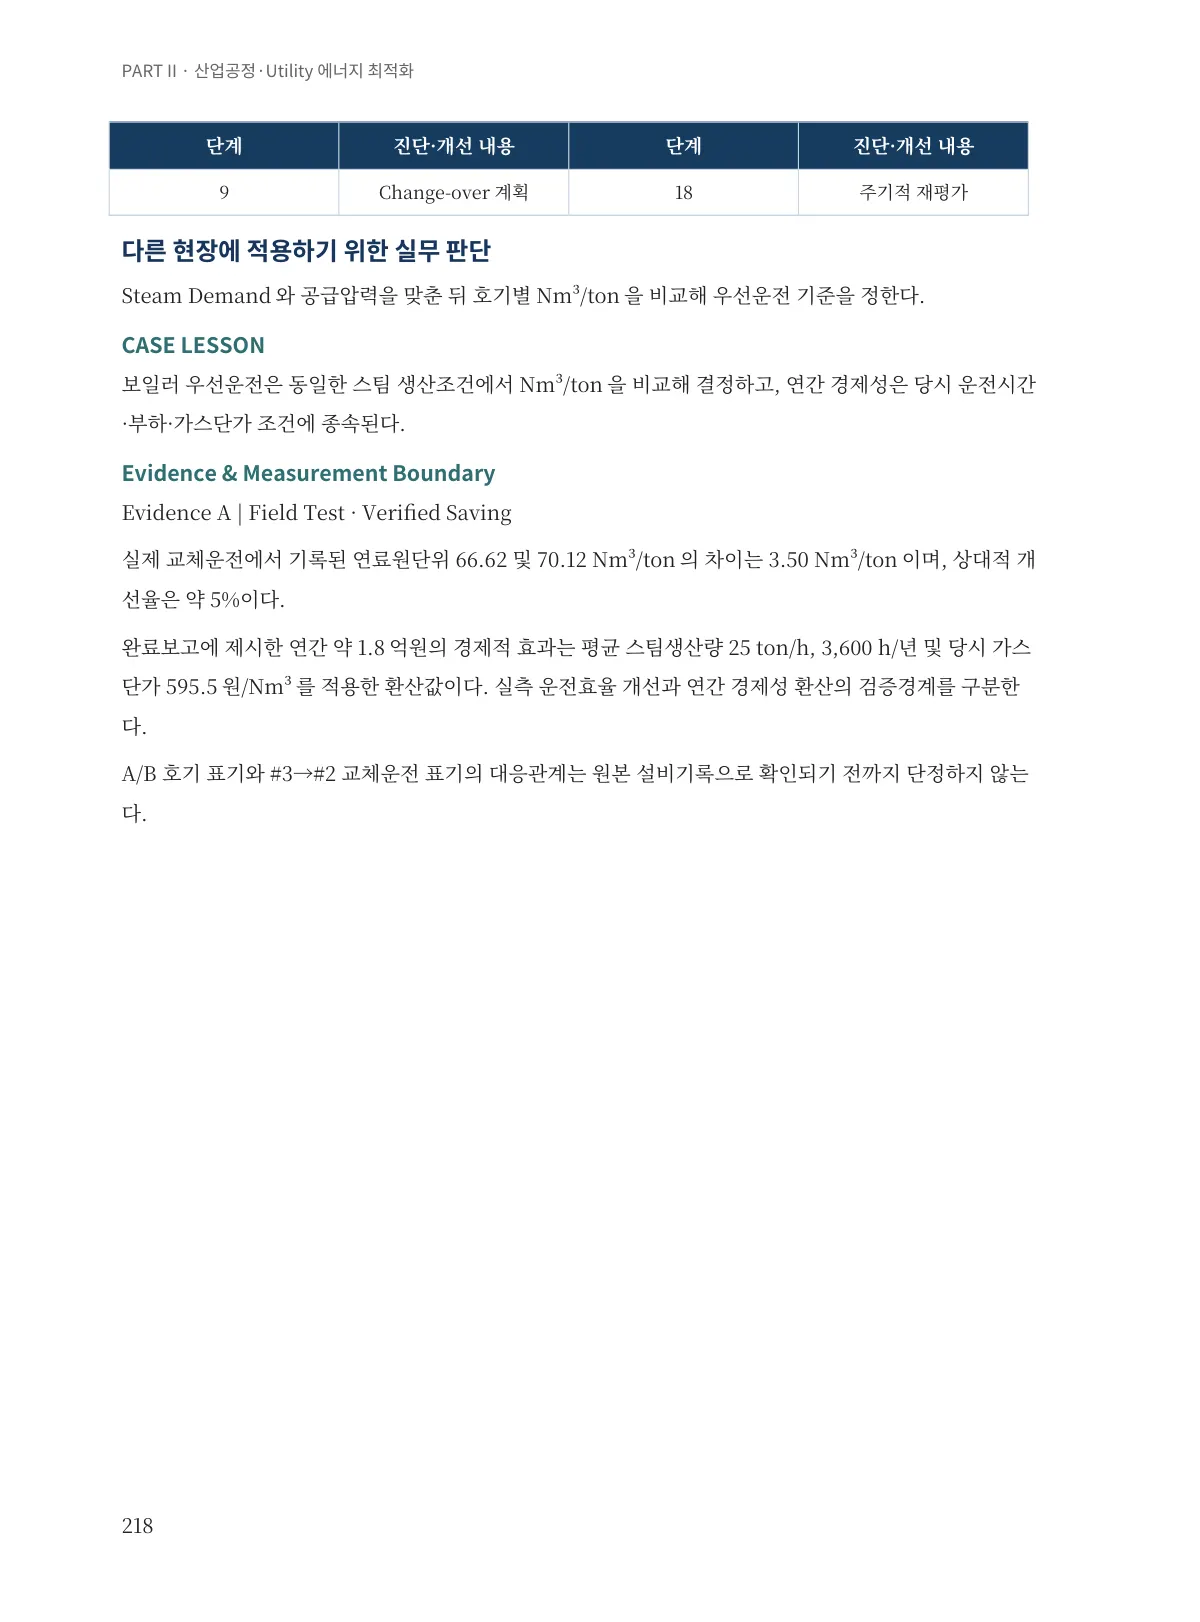 PART II · 산업공정·Utility 에너지 최적화
단계 진단·개선 내용 단계 진단·개선 내용
9 Change-over 계획 18 주기적 재평가
다른 현장에 적용하기 위한 실무 판단
Steam Demand 와 공급압력을 맞춘 뒤 호기별 Nm³/ton 을 비교해 우선운전 기준을 정한다.
CASE LESSON
보일러 우선운전은 동일한 스팀 생산조건에서 Nm³/ton 을 비교해 결정하고, 연간 경제성은 당시 운전시간
·부하·가스단가 조건에 종속된다.
Evidence & Measurement Boundary
Evidence A | Field Test · Verified Saving
실제 교체운전에서 기록된 연료원단위 66.62 및 70.12 Nm³/ton 의 차이는 3.50 Nm³/ton 이며, 상대적 개
선율은 약 5%이다.
완료보고에 제시한 연간 약 1.8 억원의 경제적 효과는 평균 스팀생산량 25 ton/h, 3,600 h/년 및 당시 가스
단가 595.5 원/Nm³ 를 적용한 환산값이다. 실측 운전효율 개선과 연간 경제성 환산의 검증경계를 구분한
다.
A/B 호기 표기와 #3→#2 교체운전 표기의 대응관계는 원본 설비기록으로 확인되기 전까지 단정하지 않는
다.
218